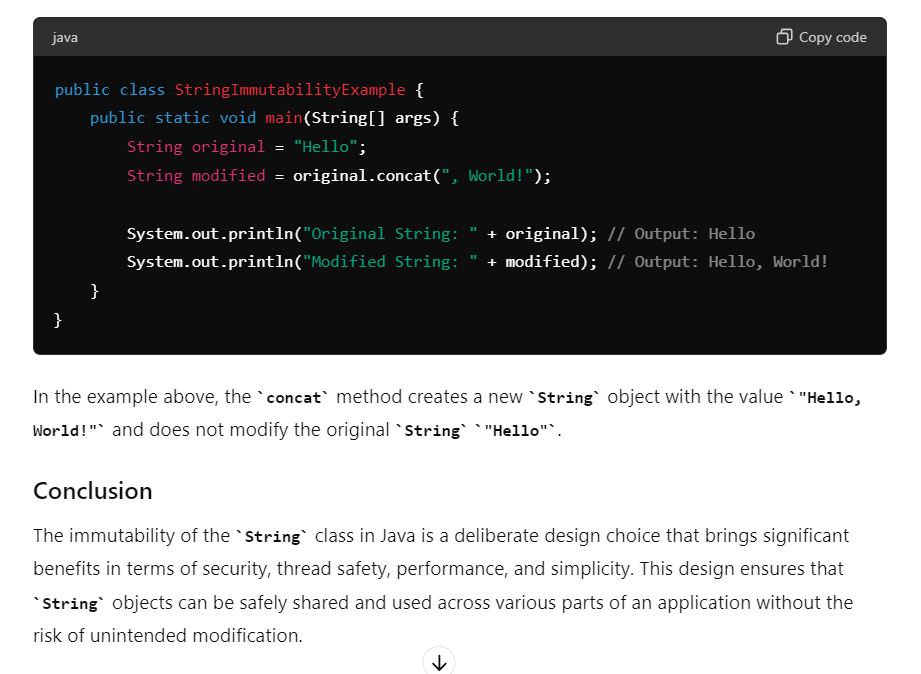 java
Copy code
public class StringImmutabilityExample {
    public static void main(String[] args) {
        String original = "Hello";
        String modified = original.concat(", World!");
        System.out.println("Original String: " + original); // Output: Hello
        System.out.println("Modified String: " + modified); // Output: Hello, World!
    }
}
In the example above, the `concat` method creates a new `String` object with the value `"Hello,
World!"` and does not modify the original `String` `"Hello"`.
Conclusion
The immutability of the `String` class in Java is a deliberate design choice that brings significant
benefits in terms of security, thread safety, performance, and simplicity. This design ensures that
`String` objects can be safely shared and used across various parts of an application without the
risk of unintended modification.